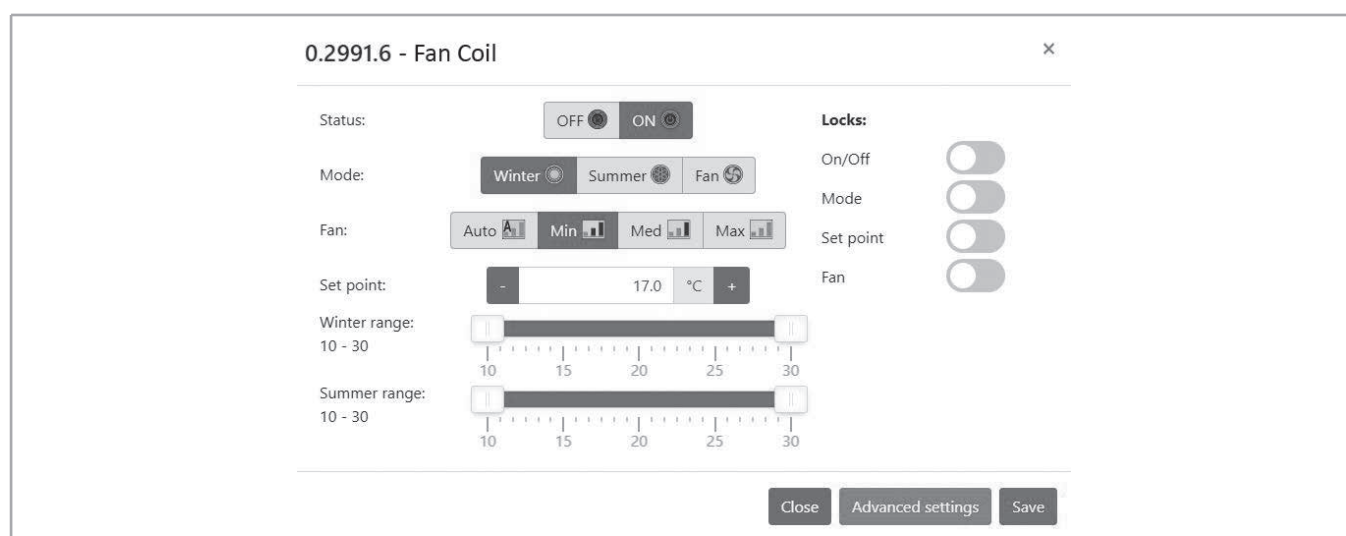 0.2991.6 - Fan Coil ×
Status: OFF ON
Mode: Winter Summer Fan
Fan: Auto A Min Med Max
Set point: - 17.0 °C +
Winter range:
10 - 30
10 15 20 25 30
Summer range:
10 - 30
10 15 20 25 30
Locks:
On/Off
Mode
Set point
Fan
Close Advanced settings Save